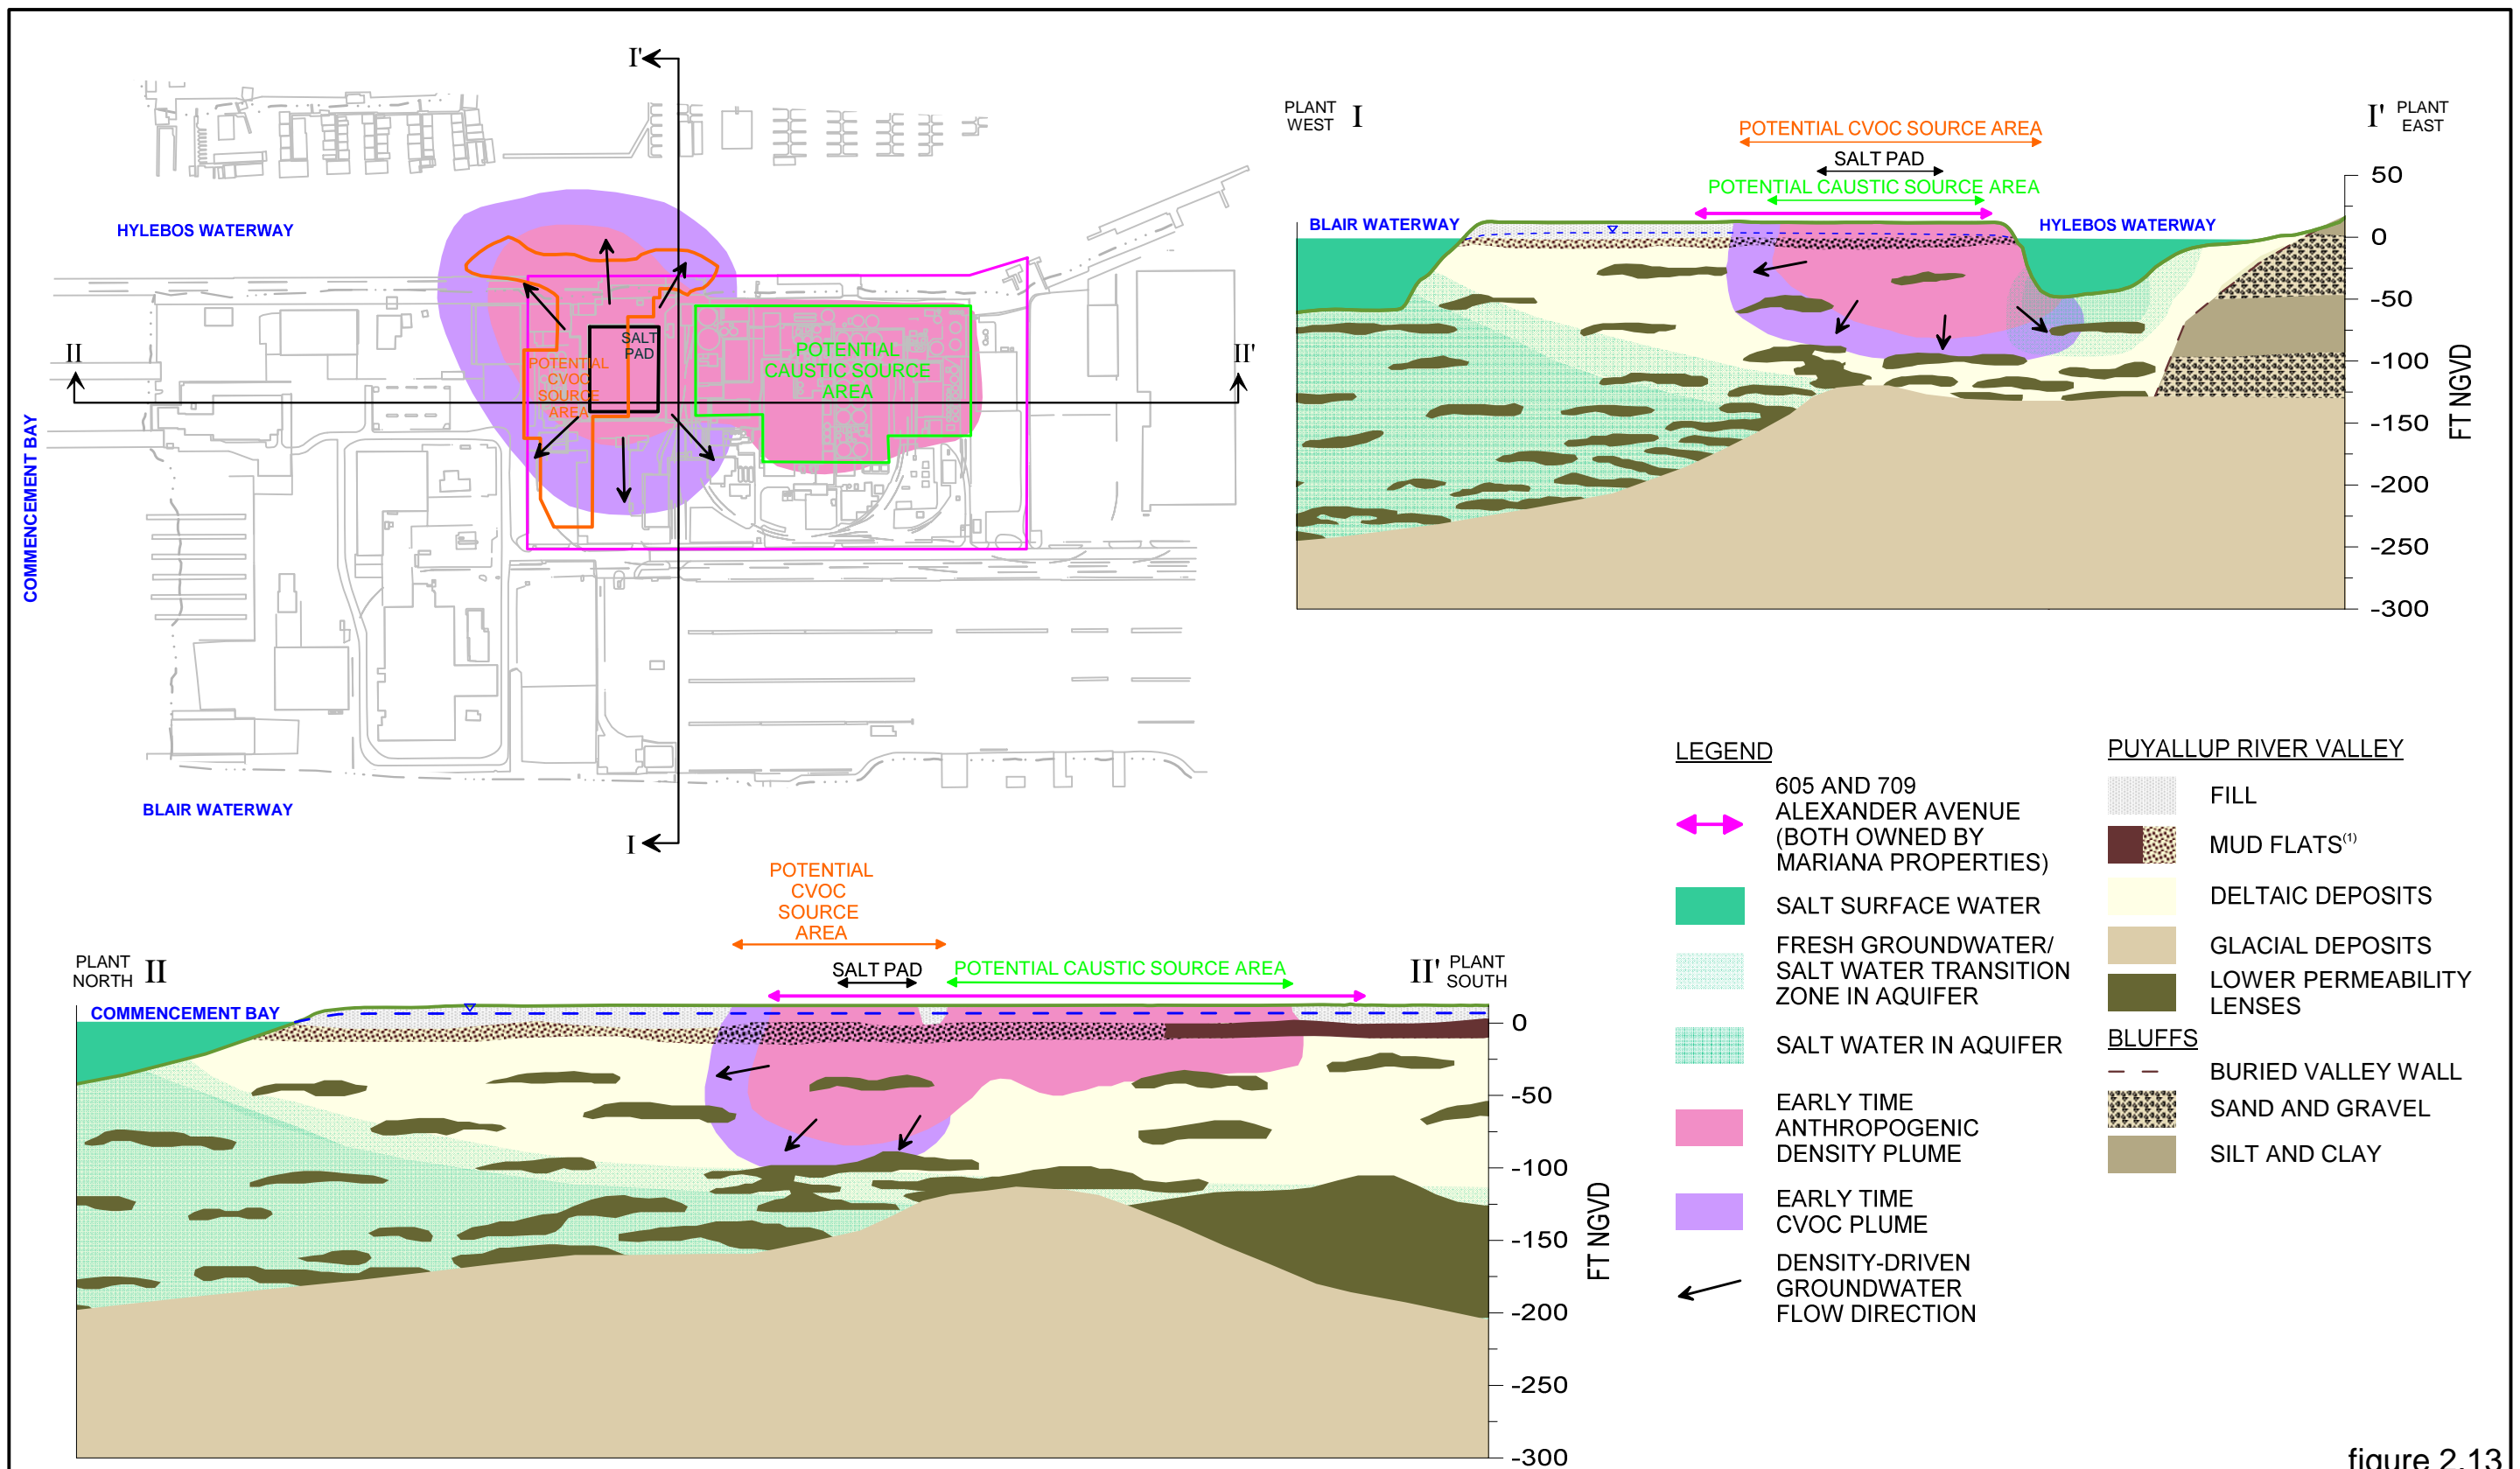 I'
HYLEBOS WATERWAY
SALT
PAD
POTENTIAL
CVOC
SOURCE
AREA
POTENTIAL
CAUSTIC SOURCE
AREA
II
II'
COMMENCEMENT BAY
BLAIR WATERWAY
I
PLANT
WEST
I
I'
PLANT
EAST
POTENTIAL CVOC SOURCE AREA
SALT PAD
POTENTIAL CAUSTIC SOURCE AREA
BLAIR WATERWAY
HYLEBOS WATERWAY
50
0
-50
-100
-150
-200
-250
-300
FT NGVD
POTENTIAL
CVOC
SOURCE
AREA
PLANT
NORTH
II
SALT PAD
POTENTIAL CAUSTIC SOURCE AREA
II'
PLANT
SOUTH
COMMENCEMENT BAY
0
-50
-100
-150
-200
-250
-300
FT NGVD
LEGEND
605 AND 709
ALEXANDER AVENUE
(BOTH OWNED BY
MARIANA PROPERTIES)
SALT SURFACE WATER
FRESH GROUNDWATER/
SALT WATER TRANSITION
ZONE IN AQUIFER
SALT WATER IN AQUIFER
EARLY TIME
ANTHROPOGENIC
DENSITY PLUME
EARLY TIME
CVOC PLUME
DENSITY-DRIVEN
GROUNDWATER
FLOW DIRECTION
PUYALLUP RIVER VALLEY
FILL
MUD FLATS(1)
DELTAIC DEPOSITS
GLACIAL DEPOSITS
LOWER PERMEABILITY
LENSES
BLUFFS
BURIED VALLEY WALL
SAND AND GRAVEL
SILT AND CLAY
figure 2.13